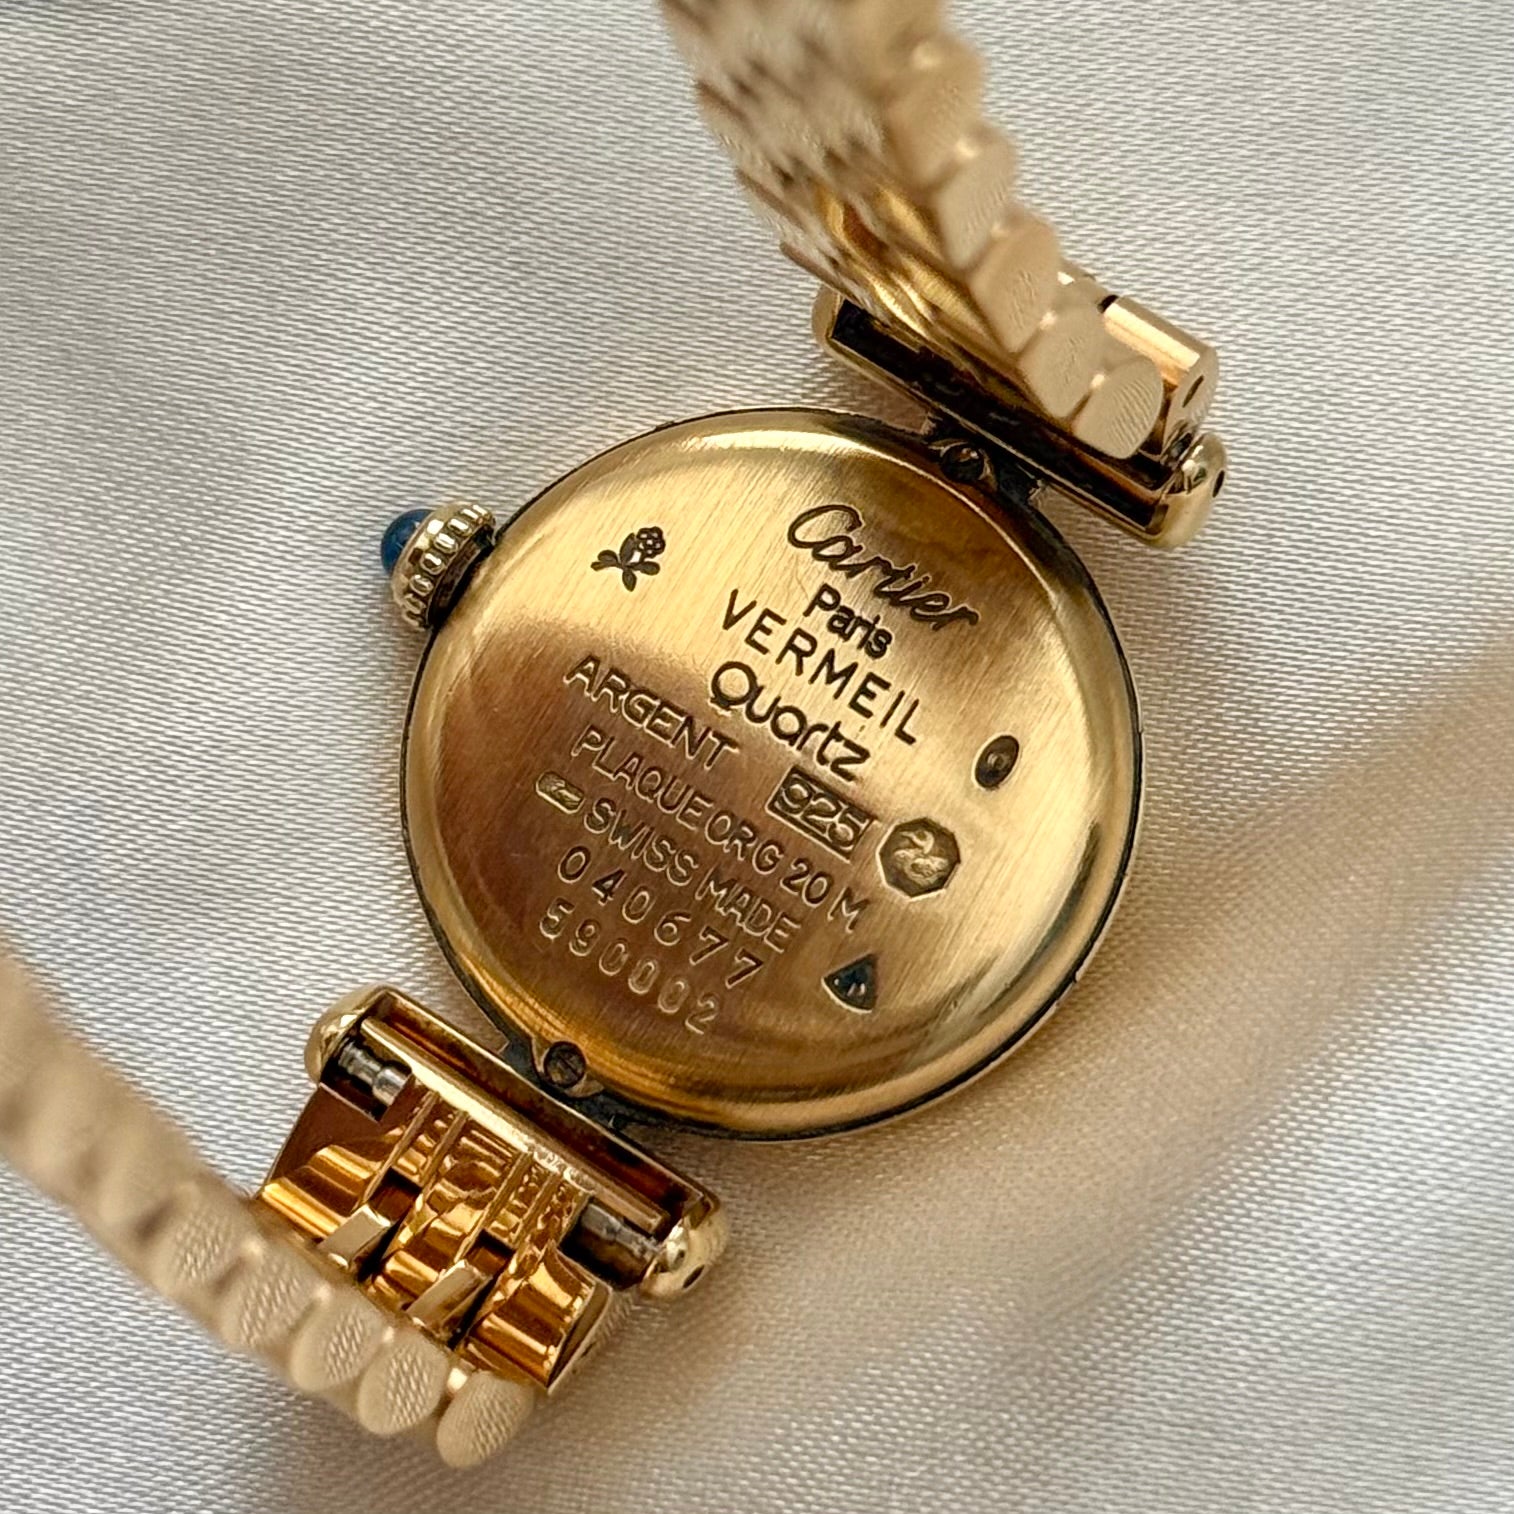 Cartier
Paris
VERMEIL
Quartz
ARGENT 925
PLAQUE OR G 20 M
SWISS MADE
040677
590002